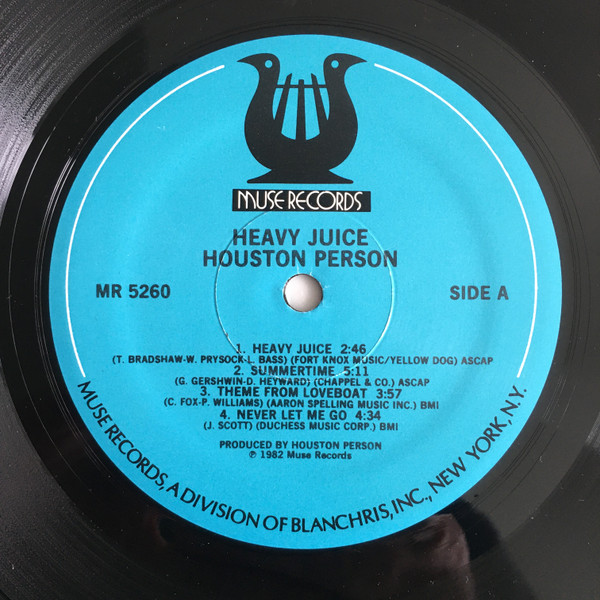 MUSE RECORDS
HEAVY JUICE
HOUSTON PERSON
MR 5260
SIDE A
1. HEAVY JUICE 2:46
(T. BRADSHAW-W. PRYSOCK-L. BASS) (FORT KNOX MUSIC/YELLOW DOG) ASCAP
2. SUMMERTIME 5:11
(G. GERSHWIN-D. HEYWARD) (CHAPPEL & CO.) ASCAP
3. THEME FROM LOVEBOAT 3:57
(C. FOX-P. WILLIAMS) (AARON SPELLING MUSIC INC.) BMI
4. NEVER LET ME GO 4:34
(J. SCOTT) (DUCHESS MUSIC CORP.) BMI
PRODUCED BY HOUSTON PERSON
℗ 1982 Muse Records
MUSE RECORDS, A DIVISION OF BLANCHRIS, INC., NEW YORK, N.Y.